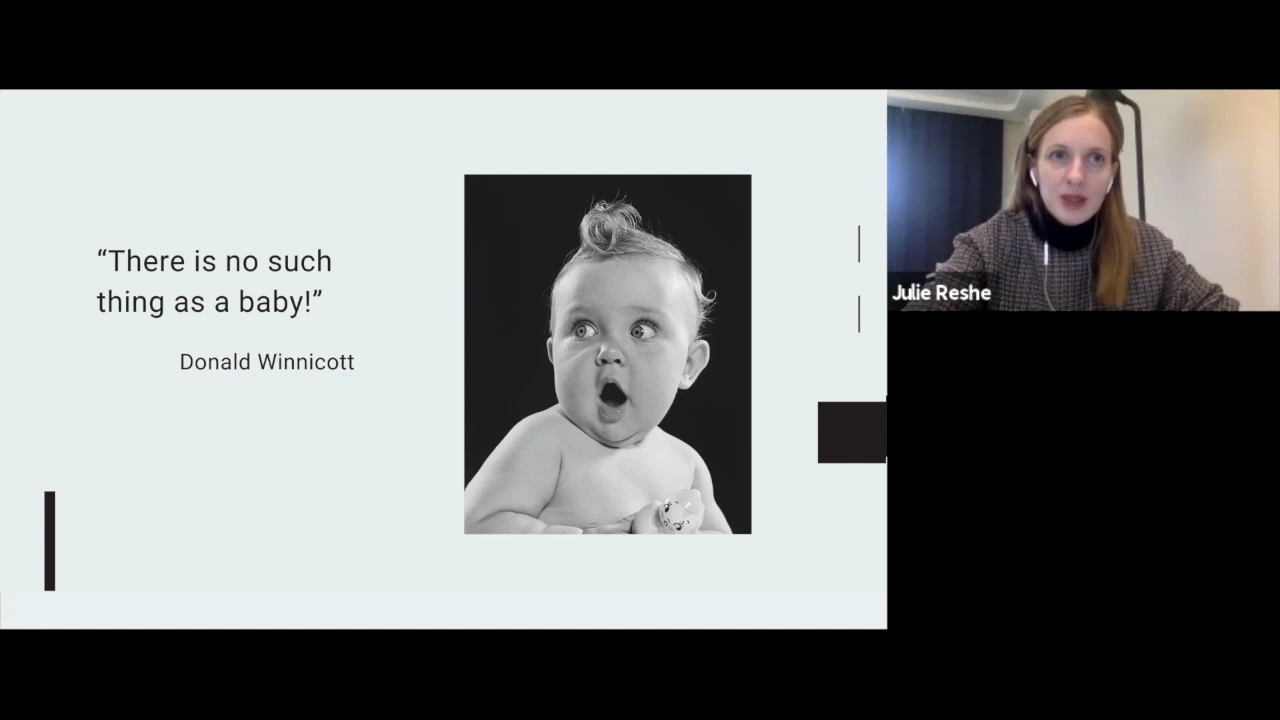 “There is no such
thing as a baby!”
Donald Winnicott
Julie Reshe